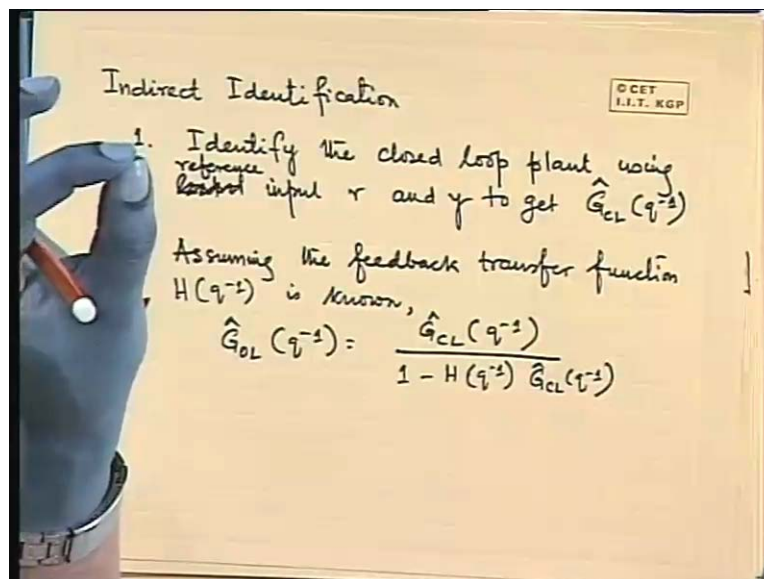 Indirect Identification
© CET
I.I.T. KGP
1. Identify the closed loop plant using
reference
input r and y to get Ĝ_CL (q⁻¹)
Assuming the feedback transfer function
H(q⁻¹) is known,
Ĝ_OL (q⁻¹) = Ĝ_CL (q⁻¹)
1 - H(q⁻¹) Ĝ_CL (q⁻¹)